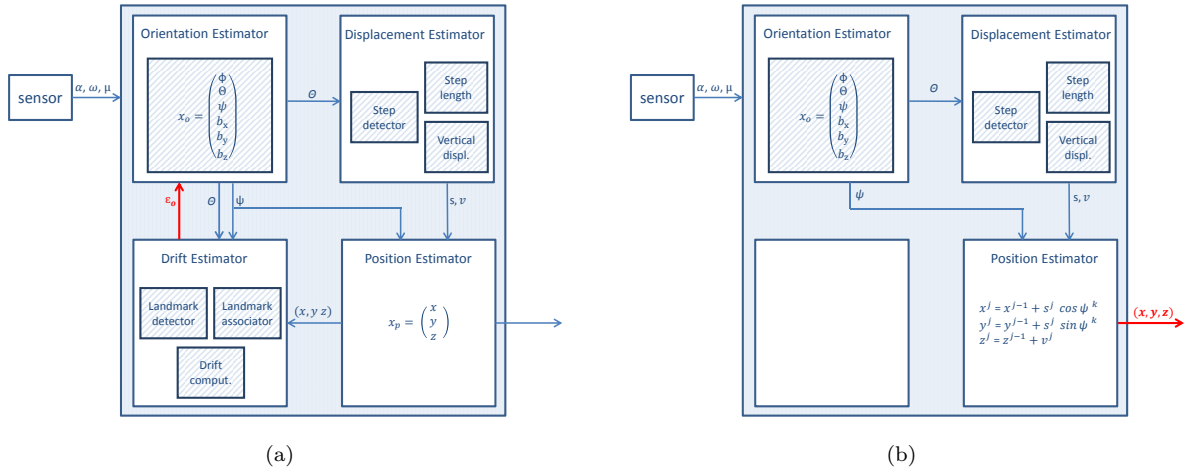 Orientation Estimator
Displacement Estimator
sensor
α, ω, μ
x_o = (ϕ
Θ
ψ
b_x
b_y
b_z)
Θ
Step
detector
Step
length
Vertical
displ.
ε_o
Θ
ψ
s, v
Drift Estimator
Landmark
detector
Landmark
associator
Drift
comput.
(x, y z)
Position Estimator
x_p = (x
y
z)
(a)
Orientation Estimator
Displacement Estimator
sensor
α, ω, μ
x_o = (ϕ
Θ
ψ
b_x
b_y
b_z)
Θ
Step
detector
Step
length
Vertical
displ.
ψ
s, v
Position Estimator
x^j = x^{j-1} + s^j cos ψ^k
y^j = y^{j-1} + s^j sin ψ^k
z^j = z^{j-1} + v^j
(x, y, z)
(b)